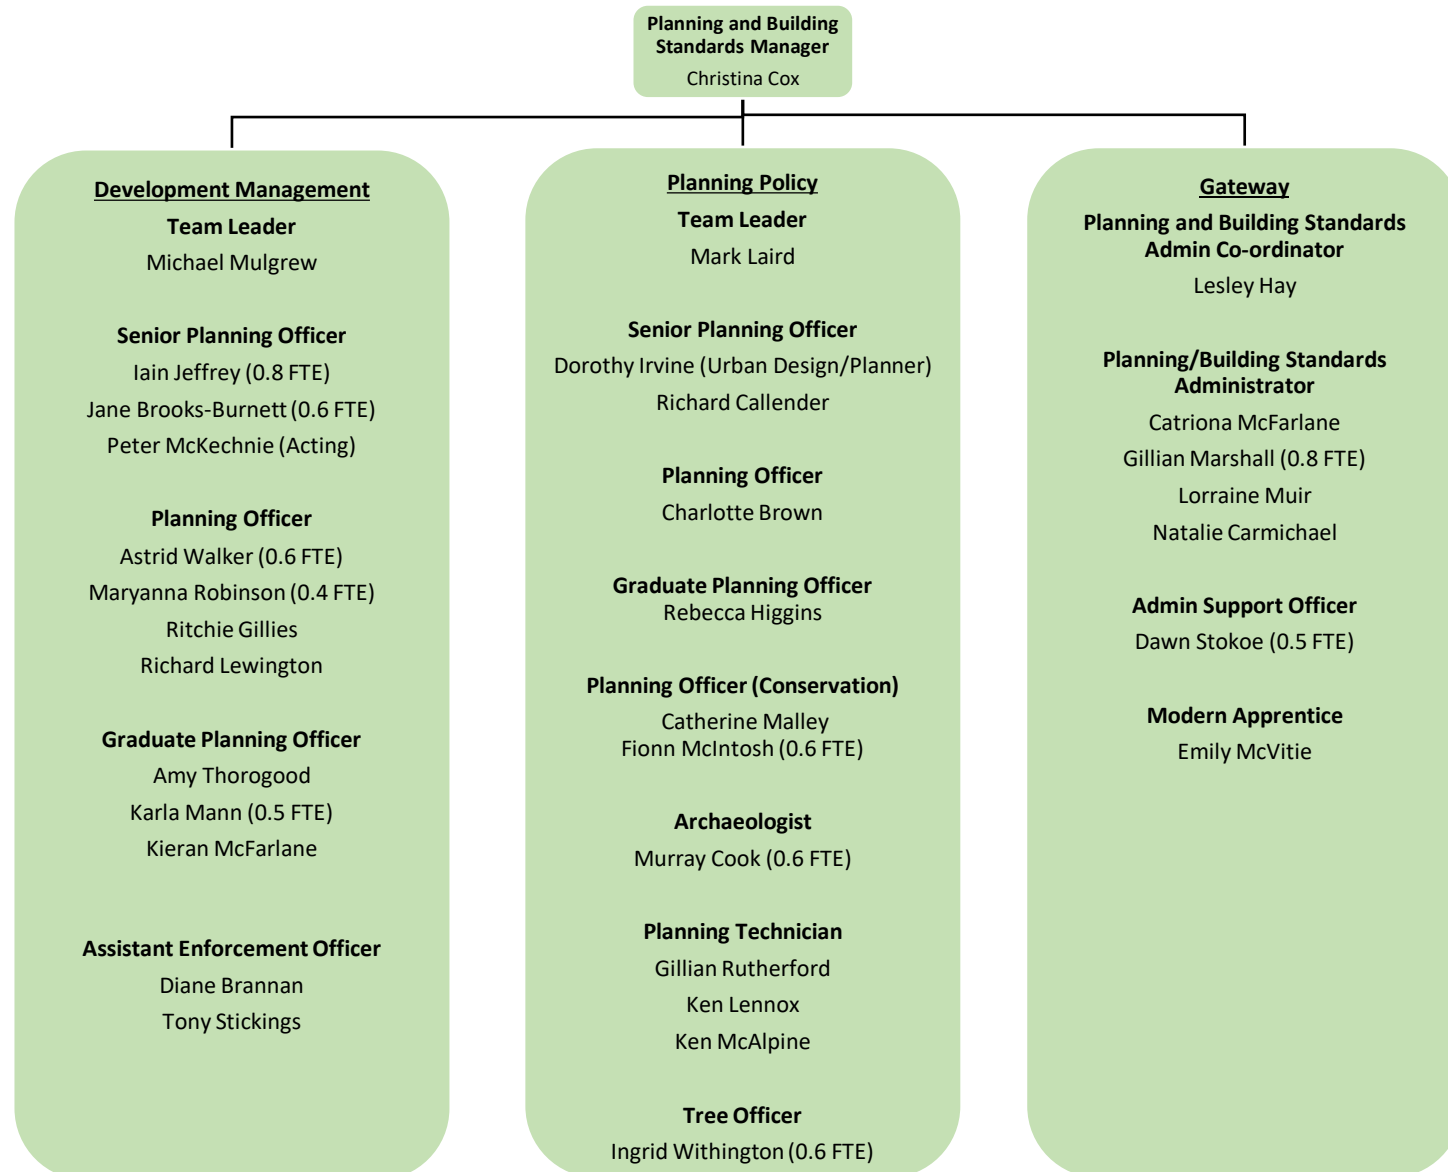 Planning and Building
Standards Manager
Christina Cox
Development Management
Team Leader
Michael Mulgrew
Senior Planning Officer
Iain Jeffrey (0.8 FTE)
Jane Brooks-Burnett (0.6 FTE)
Peter McKechnie (Acting)
Planning Officer
Astrid Walker (0.6 FTE)
Maryanna Robinson (0.4 FTE)
Ritchie Gillies
Richard Lewington
Graduate Planning Officer
Amy Thorogood
Karla Mann (0.5 FTE)
Kieran McFarlane
Assistant Enforcement Officer
Diane Brannan
Tony Stickings
Planning Policy
Team Leader
Mark Laird
Senior Planning Officer
Dorothy Irvine (Urban Design/Planner)
Richard Callender
Planning Officer
Charlotte Brown
Graduate Planning Officer
Rebecca Higgins
Planning Officer (Conservation)
Catherine Malley
Fionn McIntosh (0.6 FTE)
Archaeologist
Murray Cook (0.6 FTE)
Planning Technician
Gillian Rutherford
Ken Lennox
Ken McAlpine
Tree Officer
Ingrid Withington (0.6 FTE)
Gateway
Planning and Building Standards
Admin Co-ordinator
Lesley Hay
Planning/Building Standards
Administrator
Catriona McFarlane
Gillian Marshall (0.8 FTE)
Lorraine Muir
Natalie Carmichael
Admin Support Officer
Dawn Stokoe (0.5 FTE)
Modern Apprentice
Emily McVitie